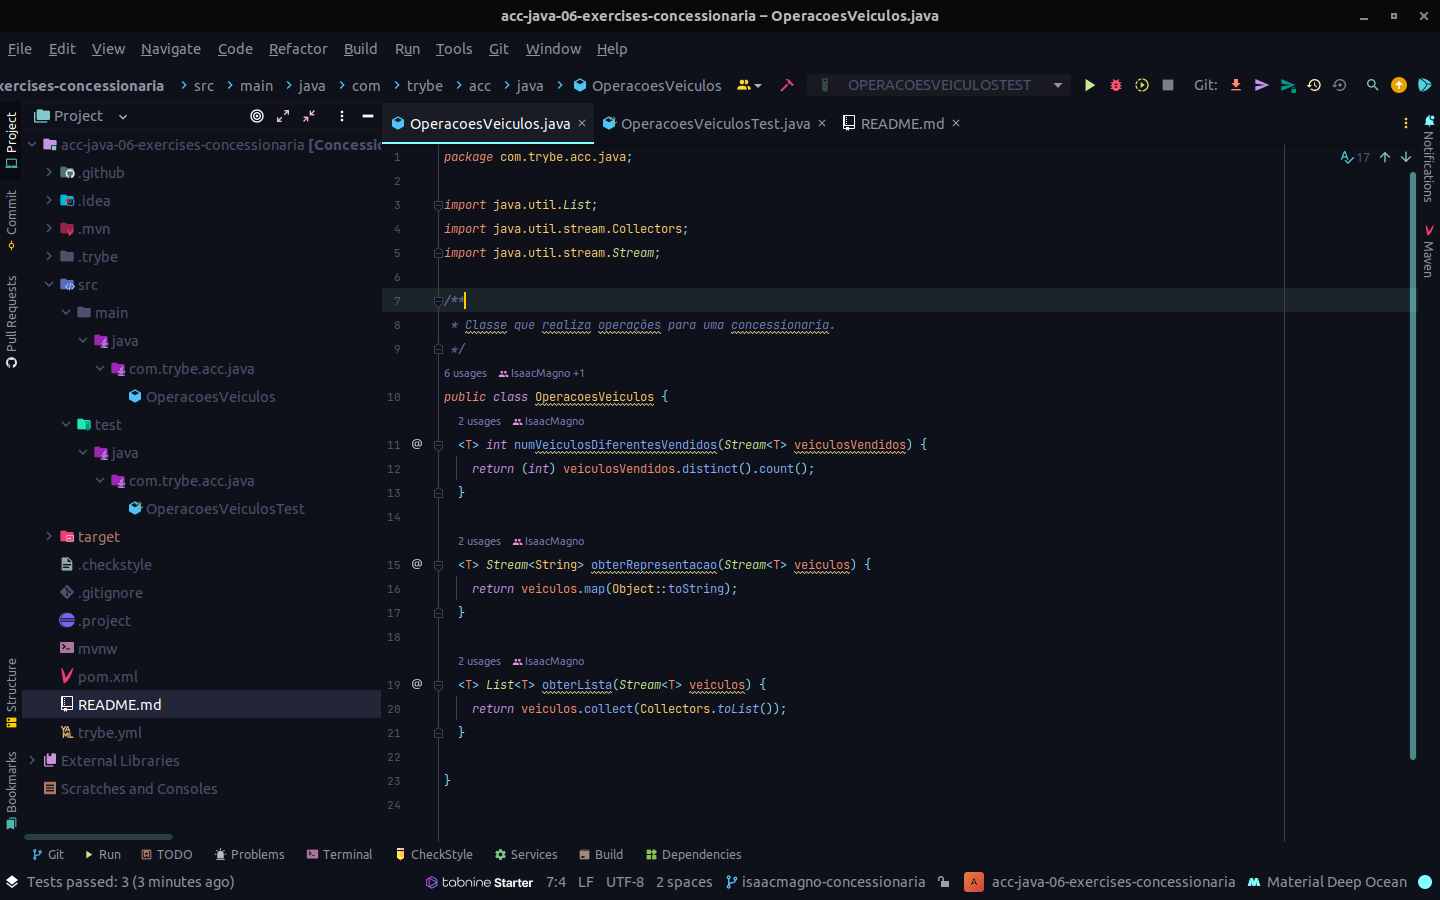 acc-java-06-exercises-concessionaria – OperacoesVeiculos.java
File Edit View Navigate Code Refactor Build Run Tools Git Window Help
xercises-concessionaria src main java com trybe acc java OperacoesVeiculos OPERACOESVEICULOSTEST Git:
Project
Commit
Pull Requests
Structure
Bookmarks
Project
acc-java-06-exercises-concessionaria [Concessi
.github
.idea
.mvn
.trybe
src
main
java
com.trybe.acc.java
OperacoesVeiculos
test
java
com.trybe.acc.java
OperacoesVeiculosTest
target
.checkstyle
.gitignore
.project
mvnw
pom.xml
README.md
trybe.yml
External Libraries
Scratches and Consoles
OperacoesVeiculos.java OperacoesVeiculosTest.java README.md
17
1 package com.trybe.acc.java;
2
3 import java.util.List;
4 import java.util.stream.Collectors;
5 import java.util.stream.Stream;
6
7 /**
8 * Classe que realiza operações para uma concessionaria.
9 */
6 usages IsaacMagno +1
10 public class OperacoesVeiculos {
2 usages IsaacMagno
11 @ <T> int numVeiculosDiferentesVendidos(Stream<T> veiculosVendidos) {
12 return (int) veiculosVendidos.distinct().count();
13 }
14
2 usages IsaacMagno
15 @ <T> Stream<String> obterRepresentacao(Stream<T> veiculos) {
16 return veiculos.map(Object::toString);
17 }
18
2 usages IsaacMagno
19 @ <T> List<T> obterLista(Stream<T> veiculos) {
20 return veiculos.collect(Collectors.toList());
21 }
22
23 }
24
Notifications
Maven
Git Run TODO Problems Terminal CheckStyle Services Build Dependencies
Tests passed: 3 (3 minutes ago) tabnine Starter 7:4 LF UTF-8 2 spaces isaacmagno-concessionaria A acc-java-06-exercises-concessionaria Material Deep Ocean